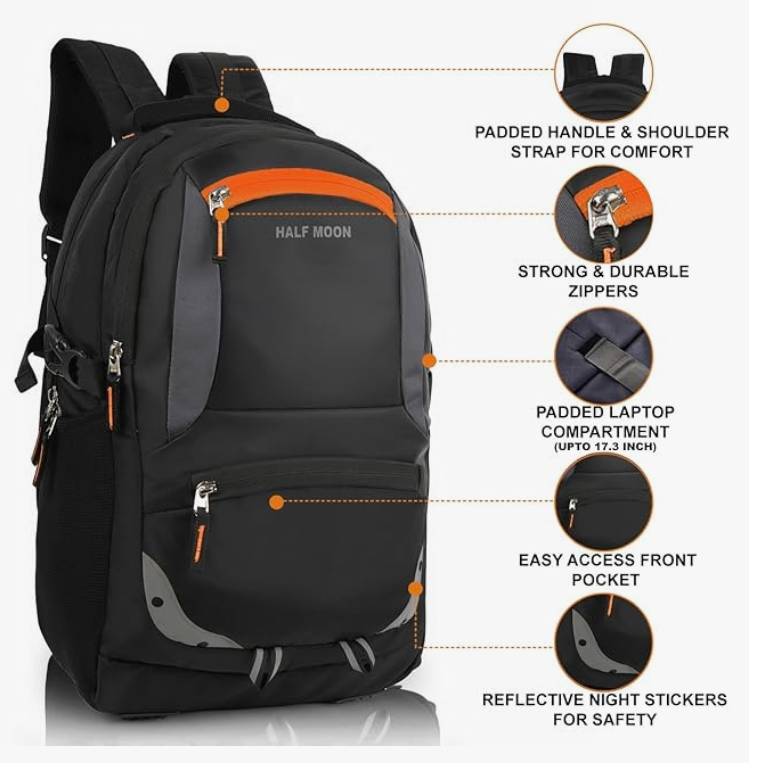 PADDED HANDLE & SHOULDER
STRAP FOR COMFORT
HALF MOON
STRONG & DURABLE
ZIPPERS
PADDED LAPTOP
COMPARTMENT
(UPTO 17.3 INCH)
EASY ACCESS FRONT
POCKET
REFLECTIVE NIGHT STICKERS
FOR SAFETY